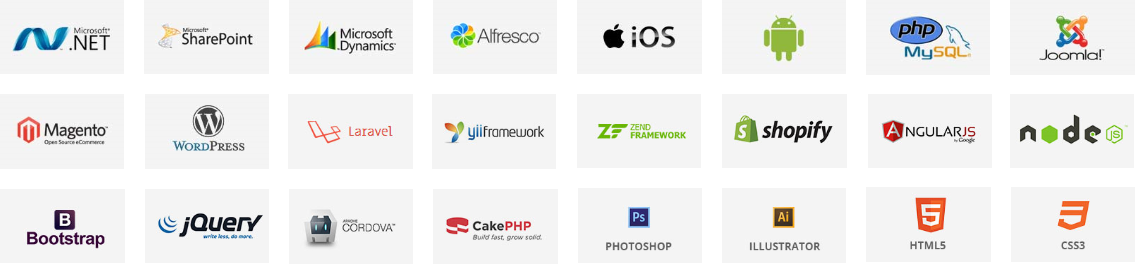 Microsoft®
.NET
Microsoft®
SharePoint
Microsoft®
Dynamics®
Alfresco
iOS
php
MySQL®
Joomla!™
Magento®
Open Source eCommerce
W
WORDPRESS
Laravel
yiiframework
ZF ZEND
FRAMEWORK
S shopify
ANGULARJS
by Google
node JS
B
Bootstrap
jQuery
write less, do more.
APACHE
CORDOVA™
CakePHP
Build fast, grow solid.
Ps
PHOTOSHOP
Ai
ILLUSTRATOR
5
HTML5
3
CSS3